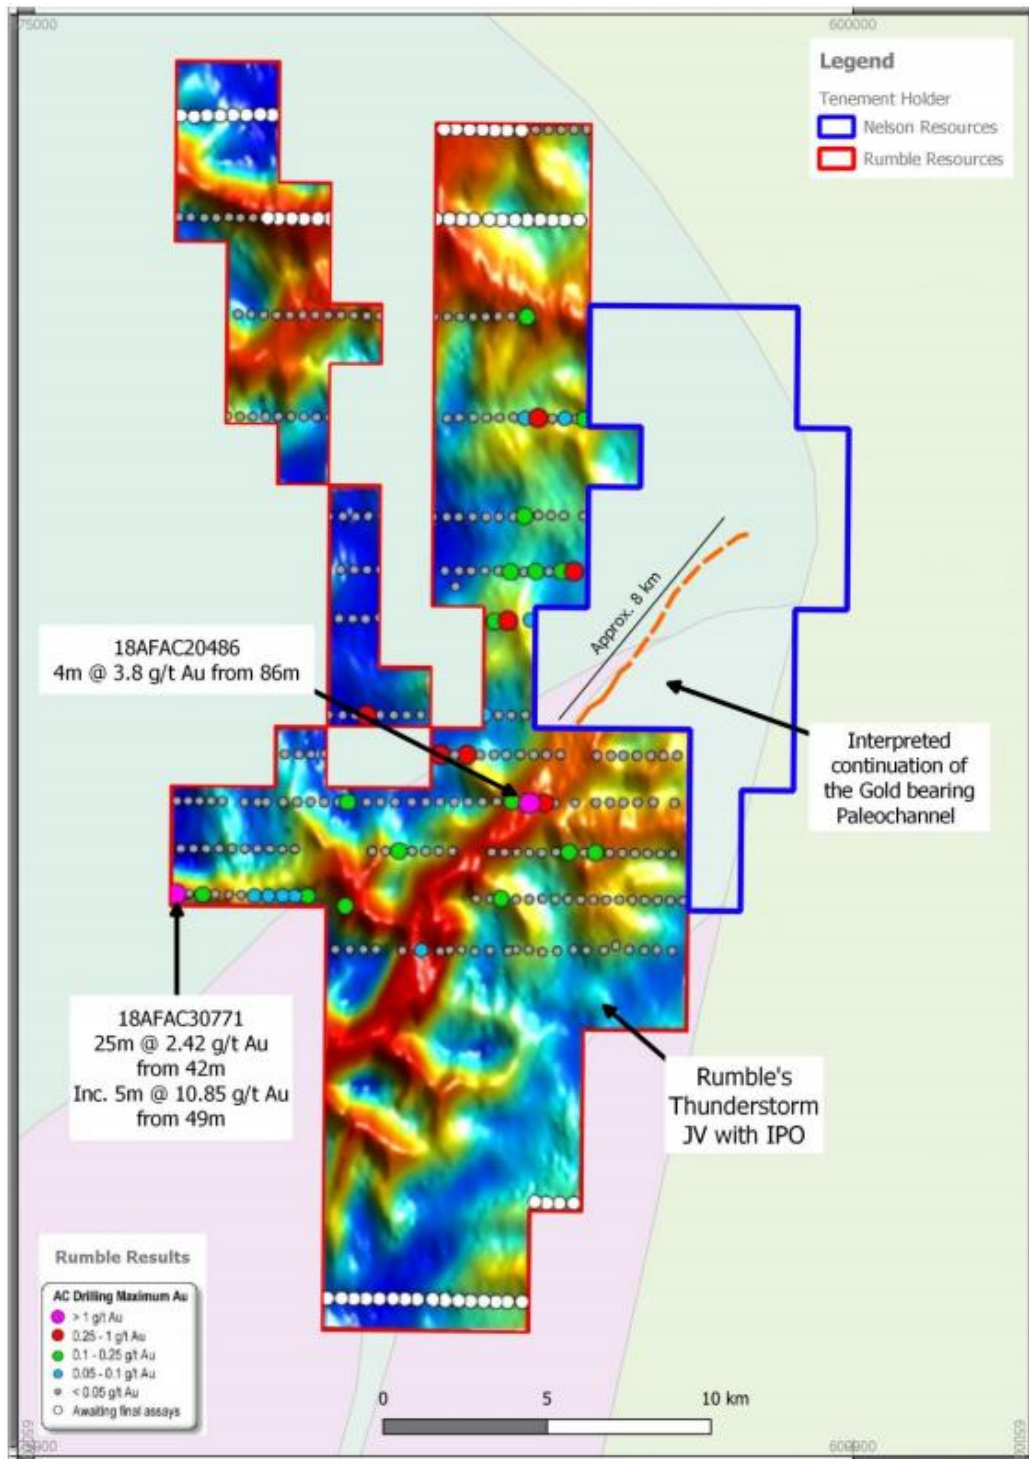 75000
600000
Legend
Tenement Holder
Nelson Resources
Rumble Resources
Approx. 8 km
18AFAC20486
4m @ 3.8 g/t Au from 86m
Interpreted
continuation of
the Gold bearing
Paleochannel
18AFAC30771
25m @ 2.42 g/t Au
from 42m
Inc. 5m @ 10.85 g/t Au
from 49m
Rumble's
Thunderstorm
JV with IPO
Rumble Results
AC Drilling Maximum Au
> 1 g/t Au
0.25 - 1 g/t Au
0.1 - 0.25 g/t Au
0.05 - 0.1 g/t Au
< 0.05 g/t Au
Awaiting final assays
0 5 10 km